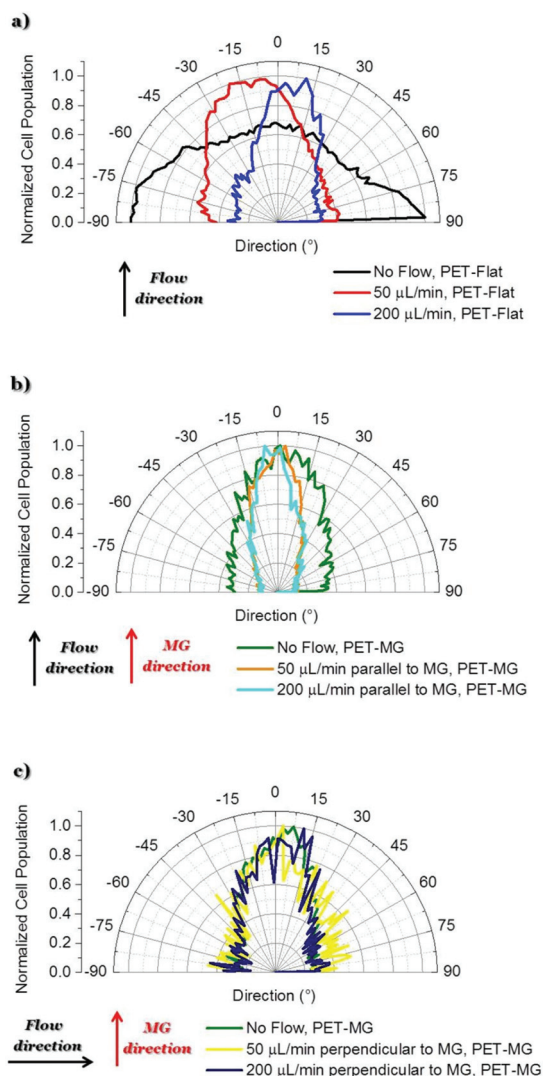 a)
0
-15
15
-30
30
-45
45
-60
60
-75
75
-90
90
1.0
0.8
0.6
0.4
0.2
0.0
Normalized Cell Population
Direction (°)
Flow
direction
No Flow, PET-Flat
50 μL/min, PET-Flat
200 μL/min, PET-Flat
b)
0
-15
15
-30
30
-45
45
-60
60
-75
75
-90
90
1.0
0.8
0.6
0.4
0.2
0.0
Normalized Cell Population
Direction (°)
Flow
direction
MG
direction
No Flow, PET-MG
50 μL/min parallel to MG, PET-MG
200 μL/min parallel to MG, PET-MG
c)
0
-15
15
-30
30
-45
45
-60
60
-75
75
-90
90
1.0
0.8
0.6
0.4
0.2
0.0
Normalized Cell Population
Direction (°)
Flow
direction
MG
direction
No Flow, PET-MG
50 μL/min perpendicular to MG, PET-MG
200 μL/min perpendicular to MG, PET-MG